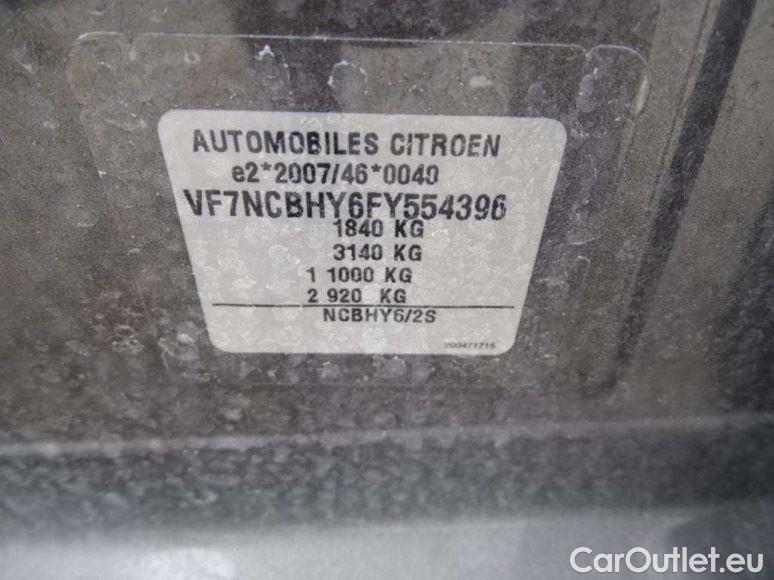 AUTOMOBILES CITROEN
e2*2007/46*0040
VF7NCBHY6FY554396
1840 KG
3140 KG
1 1000 KG
2 920 KG
NCBHY6/2S
200471715
CarOutlet.eu